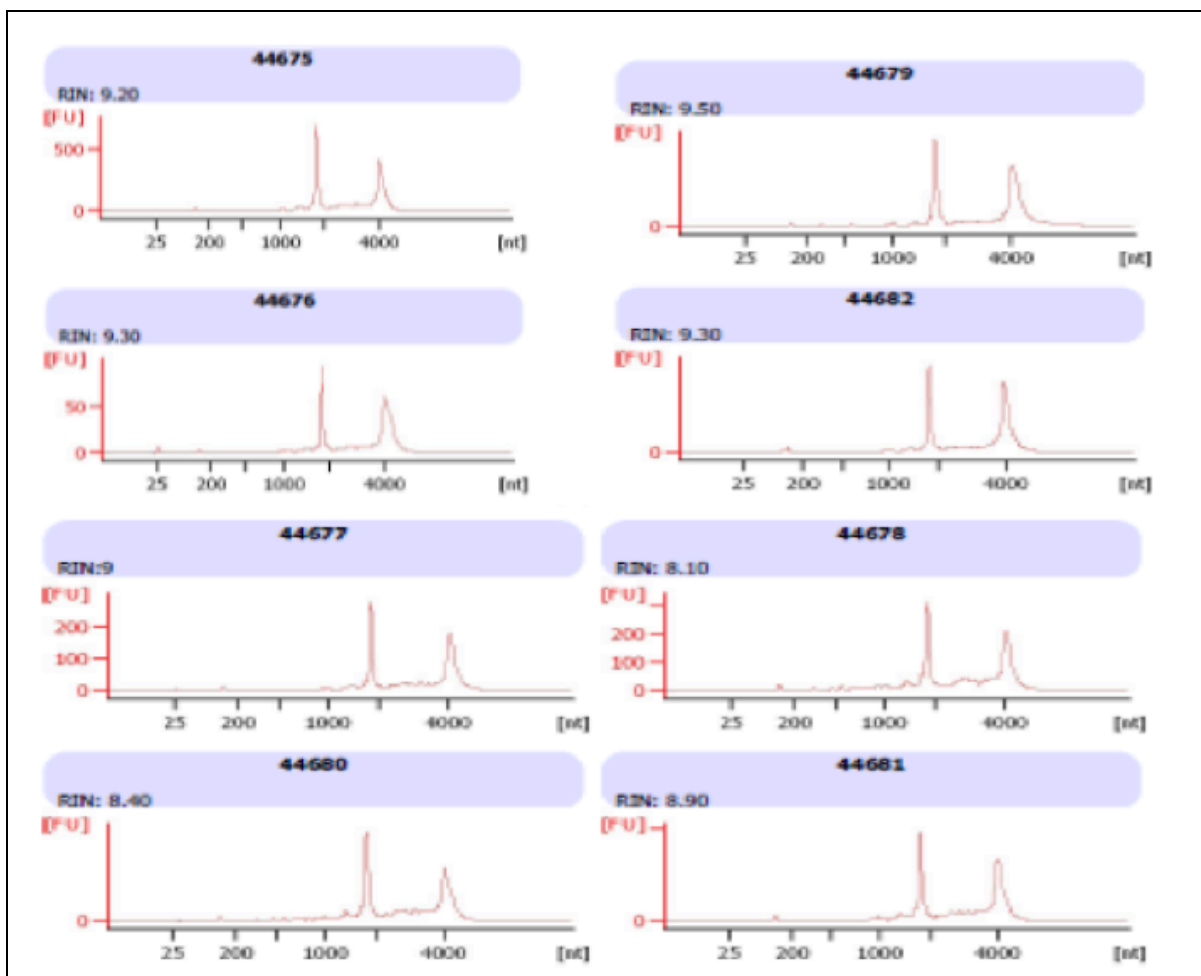 44675
RIN: 9.20
[FU]
500
0
25 200 1000 4000 [nt]
44679
RIN: 9.50
[FU]
0
25 200 1000 4000 [nt]
44676
RIN: 9.30
[FU]
50
0
25 200 1000 4000 [nt]
44682
RIN: 9.30
[FU]
0
25 200 1000 4000 [nt]
44677
RIN:9
[FU]
200
100
0
25 200 1000 4000 [nt]
44678
RIN: 8.10
[FU]
200
100
0
25 200 1000 4000 [nt]
44680
RIN: 8.40
[FU]
0
25 200 1000 4000 [nt]
44681
RIN: 8.90
[FU]
0
25 200 1000 4000 [nt]